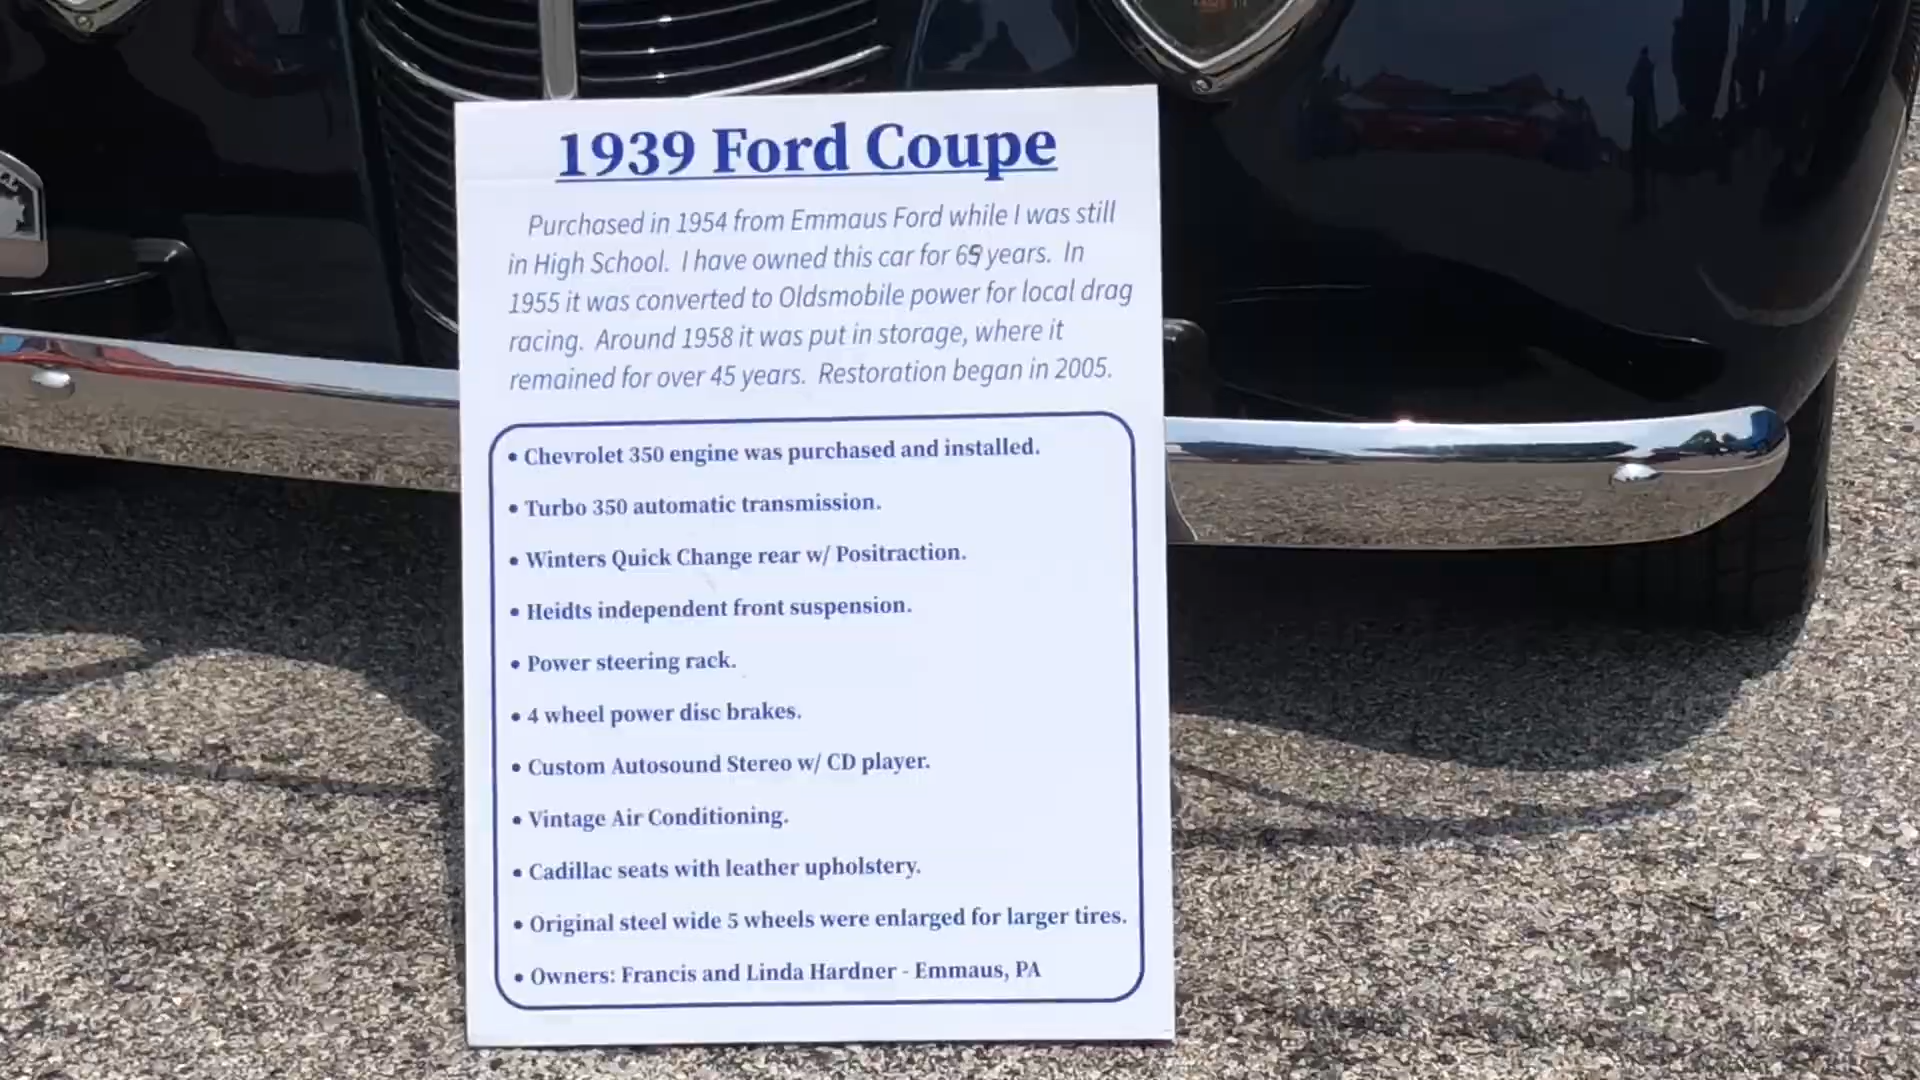 1939 Ford Coupe
Purchased in 1954 from Emmaus Ford while I was still
in High School. I have owned this car for 69 years. In
1955 it was converted to Oldsmobile power for local drag
racing. Around 1958 it was put in storage, where it
remained for over 45 years. Restoration began in 2005.
• Chevrolet 350 engine was purchased and installed.
• Turbo 350 automatic transmission.
• Winters Quick Change rear w/ Positraction.
• Heidts independent front suspension.
• Power steering rack.
• 4 wheel power disc brakes.
• Custom Autosound Stereo w/ CD player.
• Vintage Air Conditioning.
• Cadillac seats with leather upholstery.
• Original steel wide 5 wheels were enlarged for larger tires.
• Owners: Francis and Linda Hardner - Emmaus, PA